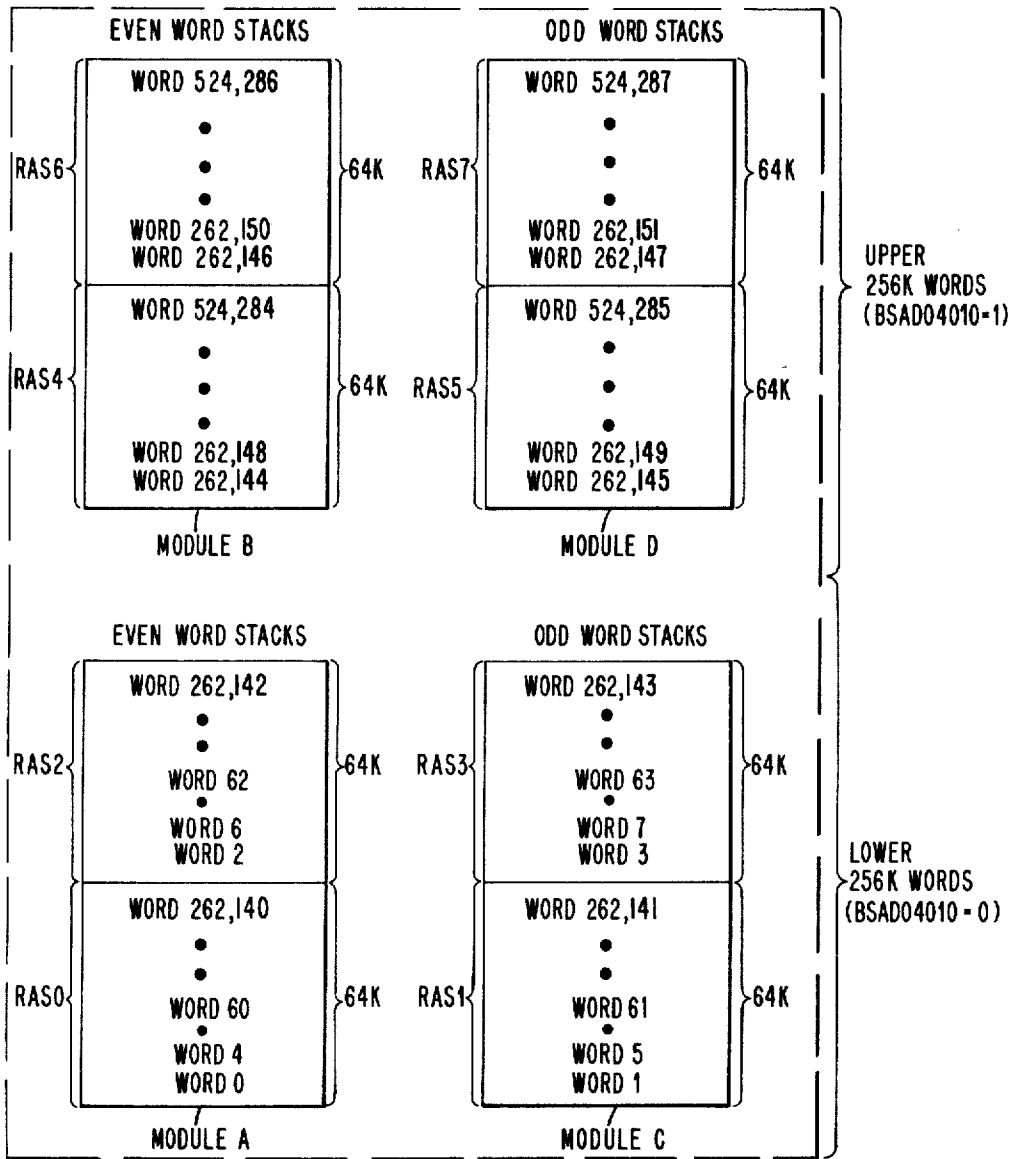 EVEN WORD STACKS
ODD WORD STACKS
WORD 524,286
WORD 524,287
RAS6
64K
RAS7
64K
WORD 262,150
WORD 262,146
WORD 262,151
WORD 262,147
UPPER
256K WORDS
(BSAD04010=1)
WORD 524,284
WORD 524,285
RAS4
64K
RAS5
64K
WORD 262,148
WORD 262,144
WORD 262,149
WORD 262,145
MODULE B
MODULE D
EVEN WORD STACKS
ODD WORD STACKS
WORD 262,142
WORD 262,143
RAS2
64K
RAS3
64K
WORD 62
WORD 6
WORD 2
WORD 63
WORD 7
WORD 3
LOWER
256K WORDS
(BSAD04010=0)
WORD 262,140
WORD 262,141
RAS0
64K
RAS1
64K
WORD 60
WORD 4
WORD 0
WORD 61
WORD 5
WORD 1
MODULE A
MODULE C